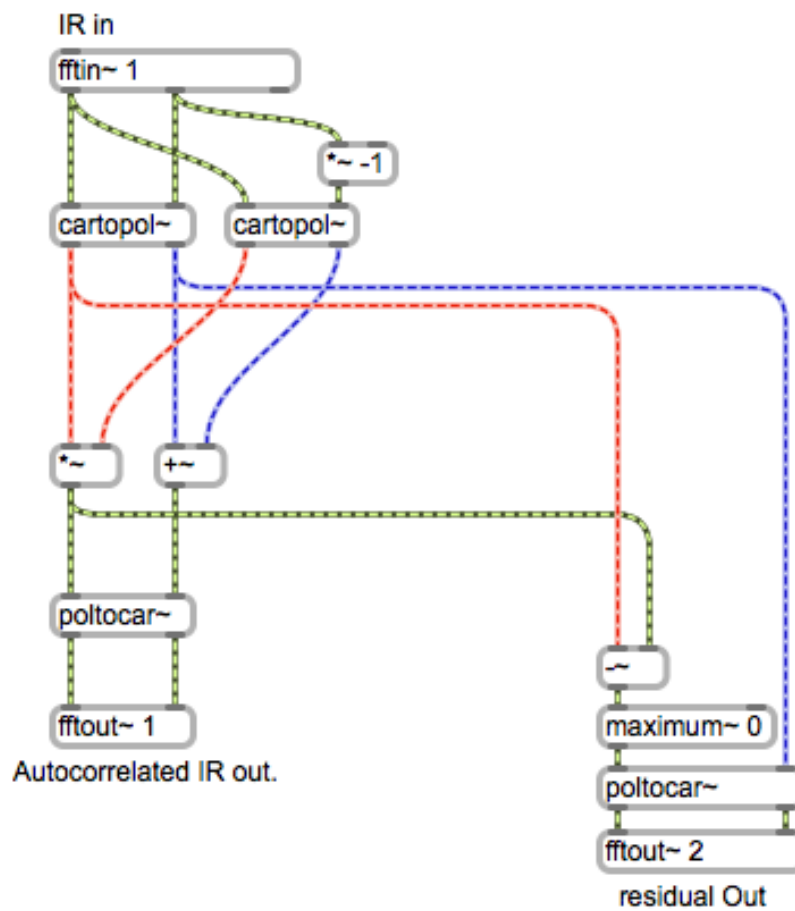 IR in
fftin~ 1
*~ -1
cartopol~ cartopol~
*~ +~
poltocar~
-~
fftout~ 1 maximum~ 0
Autocorrelated IR out.
poltocar~
fftout~ 2
residual Out